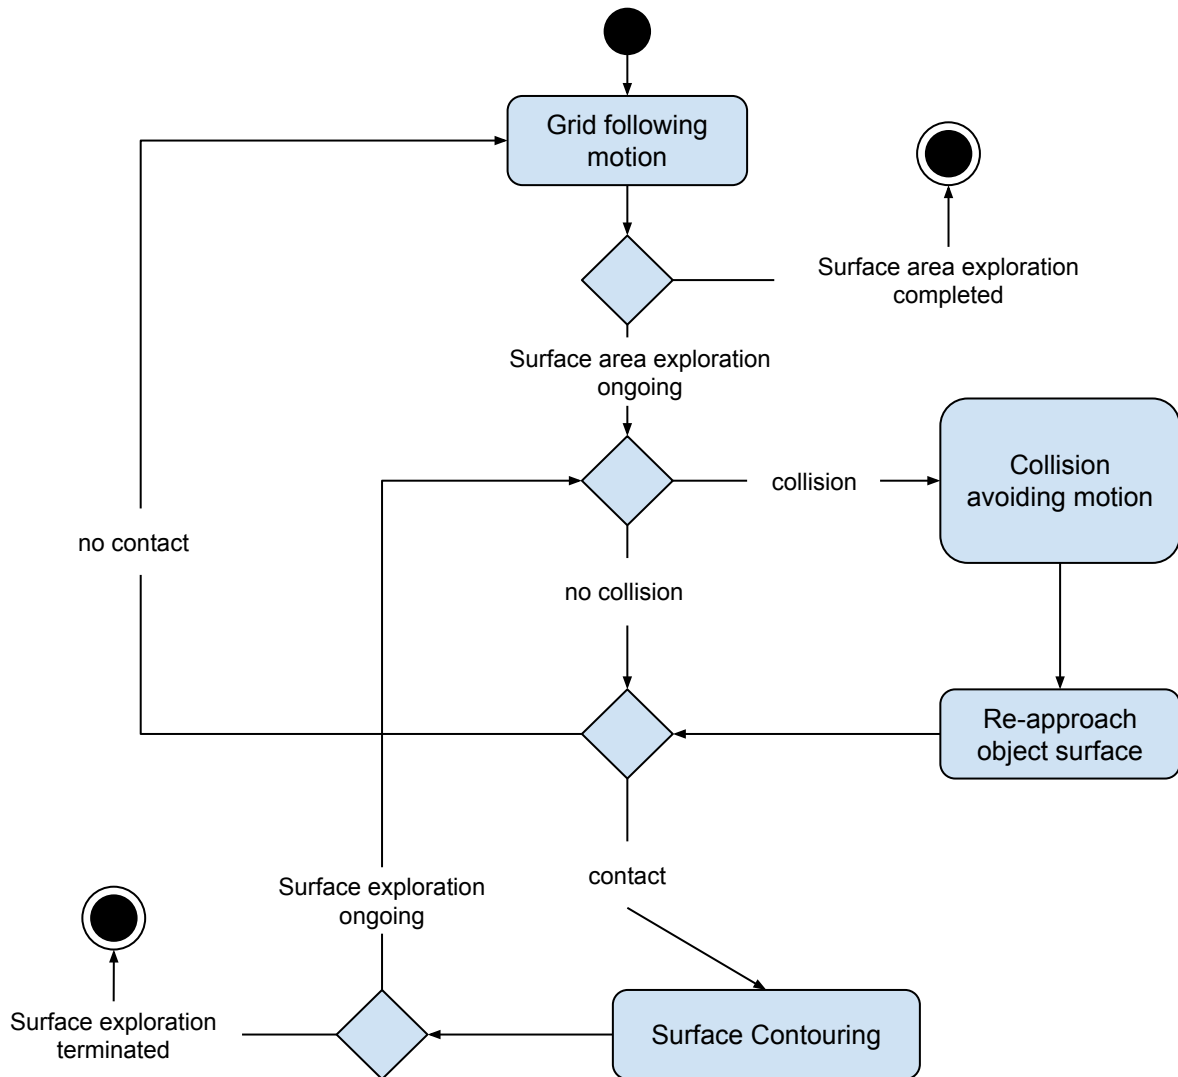 Grid following
motion
Surface area exploration
completed
Surface area exploration
ongoing
collision
Collision
avoiding motion
no contact
no collision
Re-approach
object surface
contact
Surface exploration
ongoing
Surface exploration
terminated
Surface Contouring